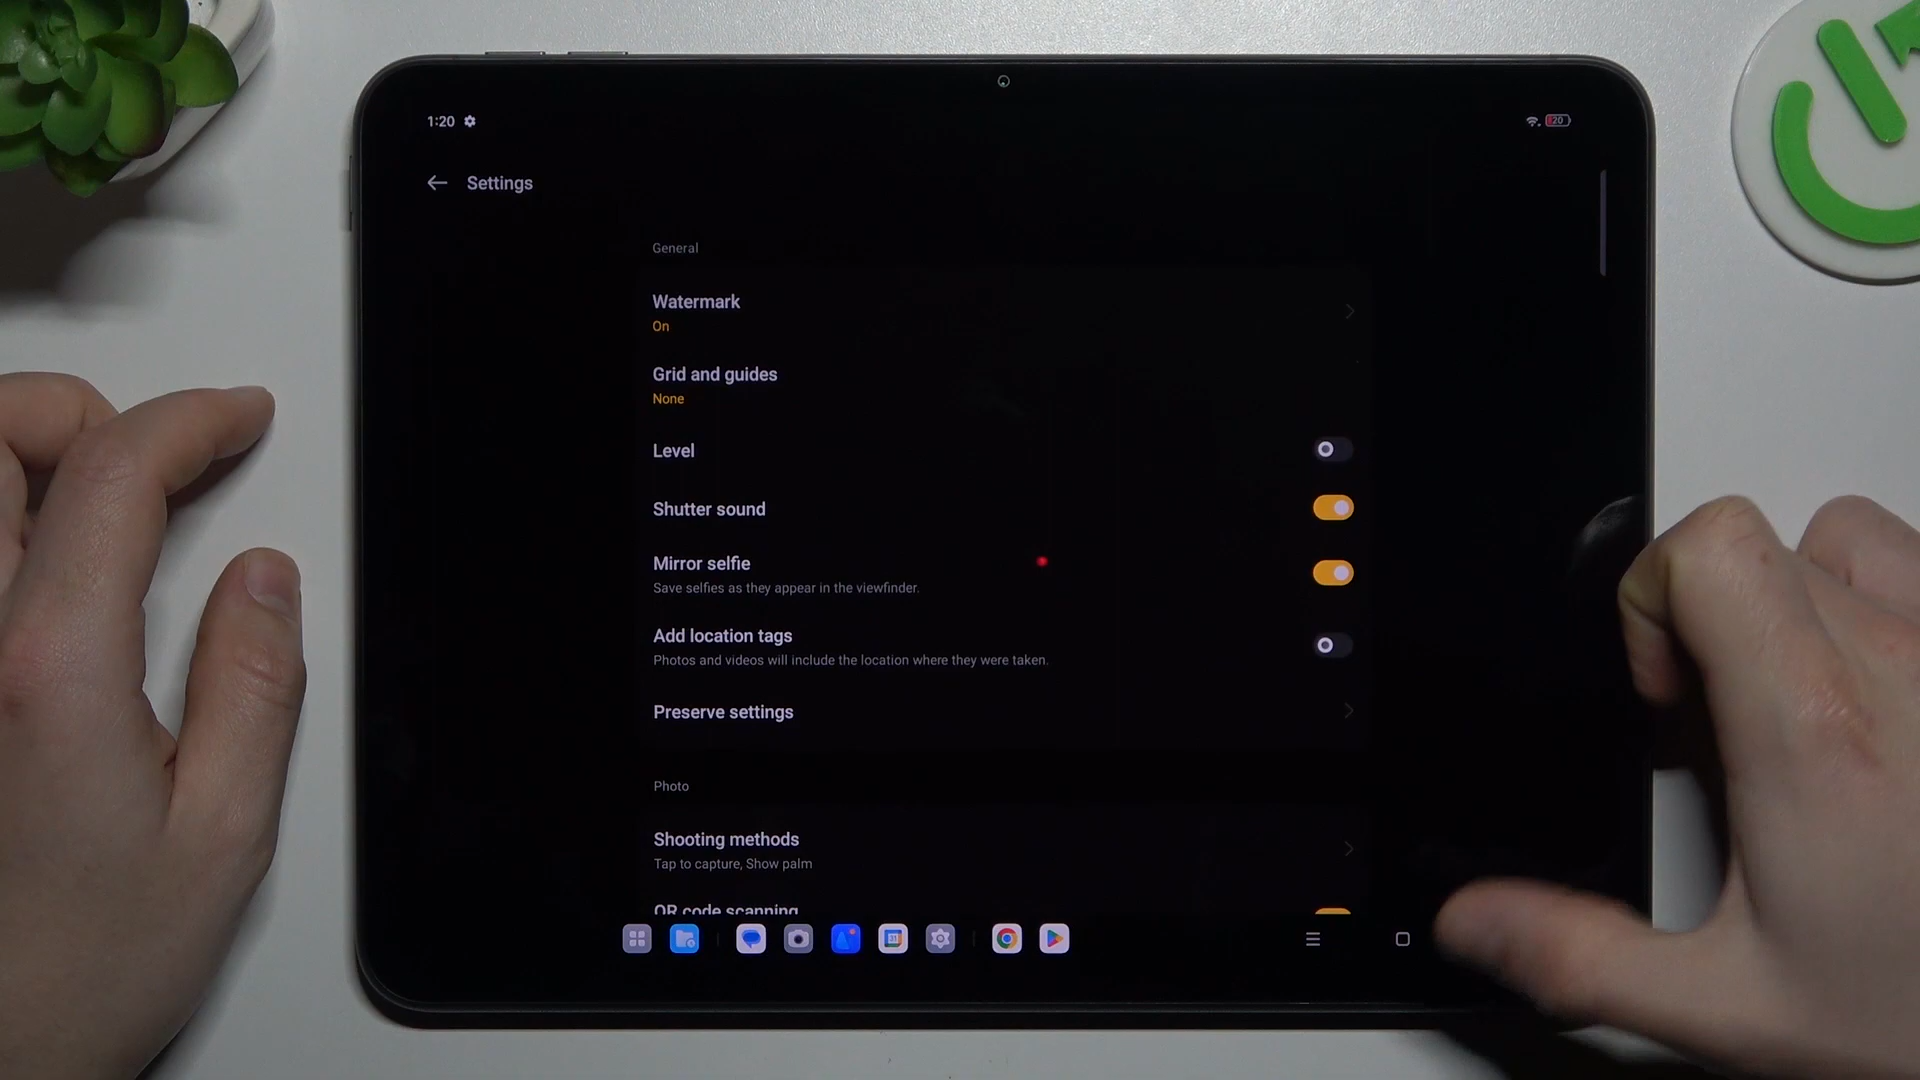 1:20
20
Settings
General
Watermark
On
Grid and guides
None
Level
Shutter sound
Mirror selfie
Save selfies as they appear in the viewfinder.
Add location tags
Photos and videos will include the location where they were taken.
Preserve settings
Photo
Shooting methods
Tap to capture, Show palm
QR code scanning
31